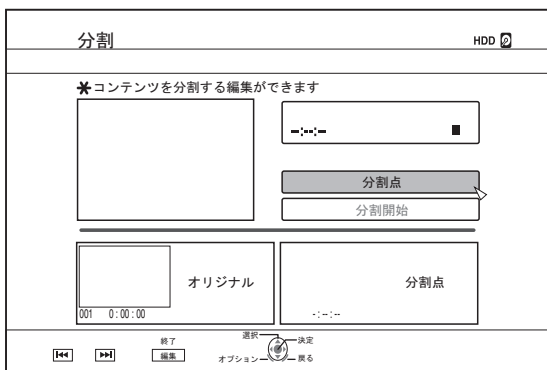 分割
HDD
✱コンテンツを分割する編集ができます
–:––:–
分割点
分割開始
オリジナル
001 0:00:00
分割点
-:--:--
終了
編集
選択
決定
オプション
戻る